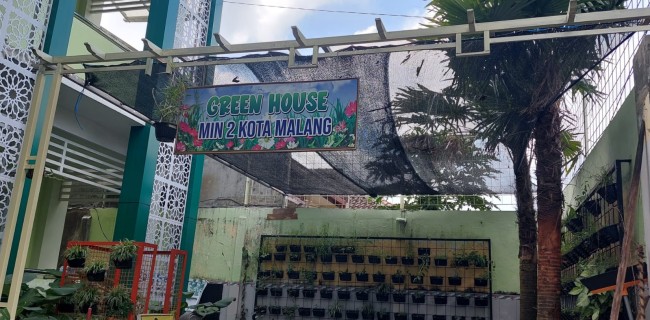 GREEN HOUSE
MIN 2 KOTA MALANG